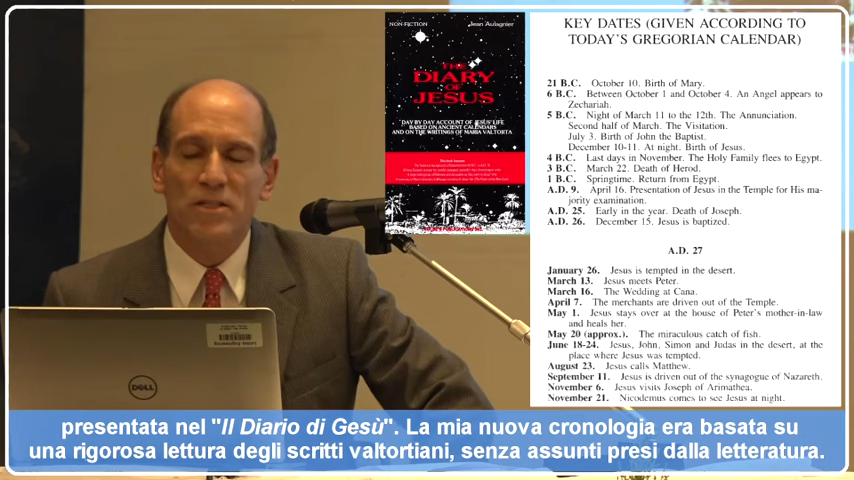 NON-FICTION
Jean Aulagnier
THE
DIARY
OF
JESUS
"DAY BY DAY ACCOUNT OF JESUS' LIFE
BASED ON ANCIENT CALENDARS
AND ON THE WRITINGS OF MARIA VALTORTA
KEY DATES (GIVEN ACCORDING TO
TODAY'S GREGORIAN CALENDAR)
21 B.C. October 10. Birth of Mary.
6 B.C. Between October 1 and October 4. An Angel appears to
Zechariah.
5 B.C. Night of March 11 to the 12th. The Annunciation.
Second half of March. The Visitation.
July 3. Birth of John the Baptist.
December 10-11. At night. Birth of Jesus.
4 B.C. Last days in November. The Holy Family flees to Egypt.
3 B.C. March 22. Death of Herod.
1 B.C. Springtime. Return from Egypt.
A.D. 9. April 16. Presentation of Jesus in the Temple for His ma-
jority examination.
A.D. 25. Early in the year. Death of Joseph.
A.D. 26. December 15. Jesus is baptized.
A.D. 27
January 26. Jesus is tempted in the desert.
March 13. Jesus meets Peter.
March 16. The Wedding at Cana.
April 7. The merchants are driven out of the Temple.
May 1. Jesus stays over at the house of Peter's mother-in-law
and heals her.
May 20 (approx.). The miraculous catch of fish.
June 18-24. Jesus, John, Simon and Judas in the desert, at the
place where Jesus was tempted.
August 23. Jesus calls Matthew.
September 11. Jesus is driven out of the synagogue of Nazareth.
November 6. Jesus visits Joseph of Arimathea.
November 21. Nicodemus comes to see Jesus at night.
DELL
presentata nel "Il Diario di Gesù". La mia nuova cronologia era basata su
una rigorosa lettura degli scritti valtortiani, senza assunti presi dalla letteratura.